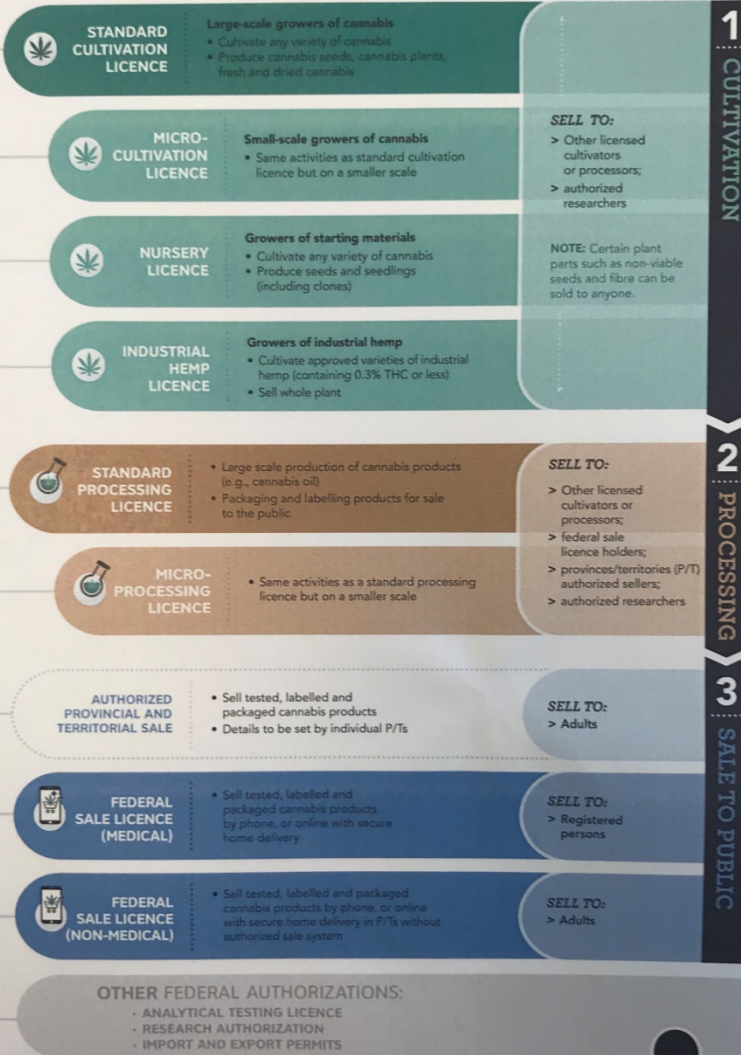 STANDARD
CULTIVATION
LICENCE
Large-scale growers of cannabis
• Cultivate any variety of cannabis
• Produce cannabis seeds, cannabis plants,
fresh and dried cannabis
MICRO-
CULTIVATION
LICENCE
Small-scale growers of cannabis
• Same activities as standard cultivation
licence but on a smaller scale
NURSERY
LICENCE
Growers of starting materials
• Cultivate any variety of cannabis
• Produce seeds and seedlings
(including clones)
INDUSTRIAL
HEMP
LICENCE
Growers of industrial hemp
• Cultivate approved varieties of industrial
hemp (containing 0.3% THC or less)
• Sell whole plant
SELL TO:
> Other licensed
cultivators
or processors;
> authorized
researchers
NOTE: Certain plant
parts such as non-viable
seeds and fibre can be
sold to anyone.
1
CULTIVATION
STANDARD
PROCESSING
LICENCE
• Large scale production of cannabis products
(e.g., cannabis oil)
• Packaging and labelling products for sale
to the public
MICRO-
PROCESSING
LICENCE
• Same activities as a standard processing
licence but on a smaller scale
SELL TO:
> Other licensed
cultivators or
processors;
> federal sale
licence holders;
> provinces/territories (P/T)
authorized sellers;
> authorized researchers
2
PROCESSING
AUTHORIZED
PROVINCIAL AND
TERRITORIAL SALE
• Sell tested, labelled and
packaged cannabis products
• Details to be set by individual P/Ts
SELL TO:
> Adults
FEDERAL
SALE LICENCE
(MEDICAL)
• Sell tested, labelled and
packaged cannabis products
by phone, or online with secure
home delivery
SELL TO:
> Registered
persons
FEDERAL
SALE LICENCE
(NON-MEDICAL)
• Sell tested, labelled and packaged
cannabis products by phone, or online
with secure home delivery in P/Ts without
authorized sale system
SELL TO:
> Adults
3
SALE TO PUBLIC
OTHER FEDERAL AUTHORIZATIONS:
• ANALYTICAL TESTING LICENCE
• RESEARCH AUTHORIZATION
• IMPORT AND EXPORT PERMITS